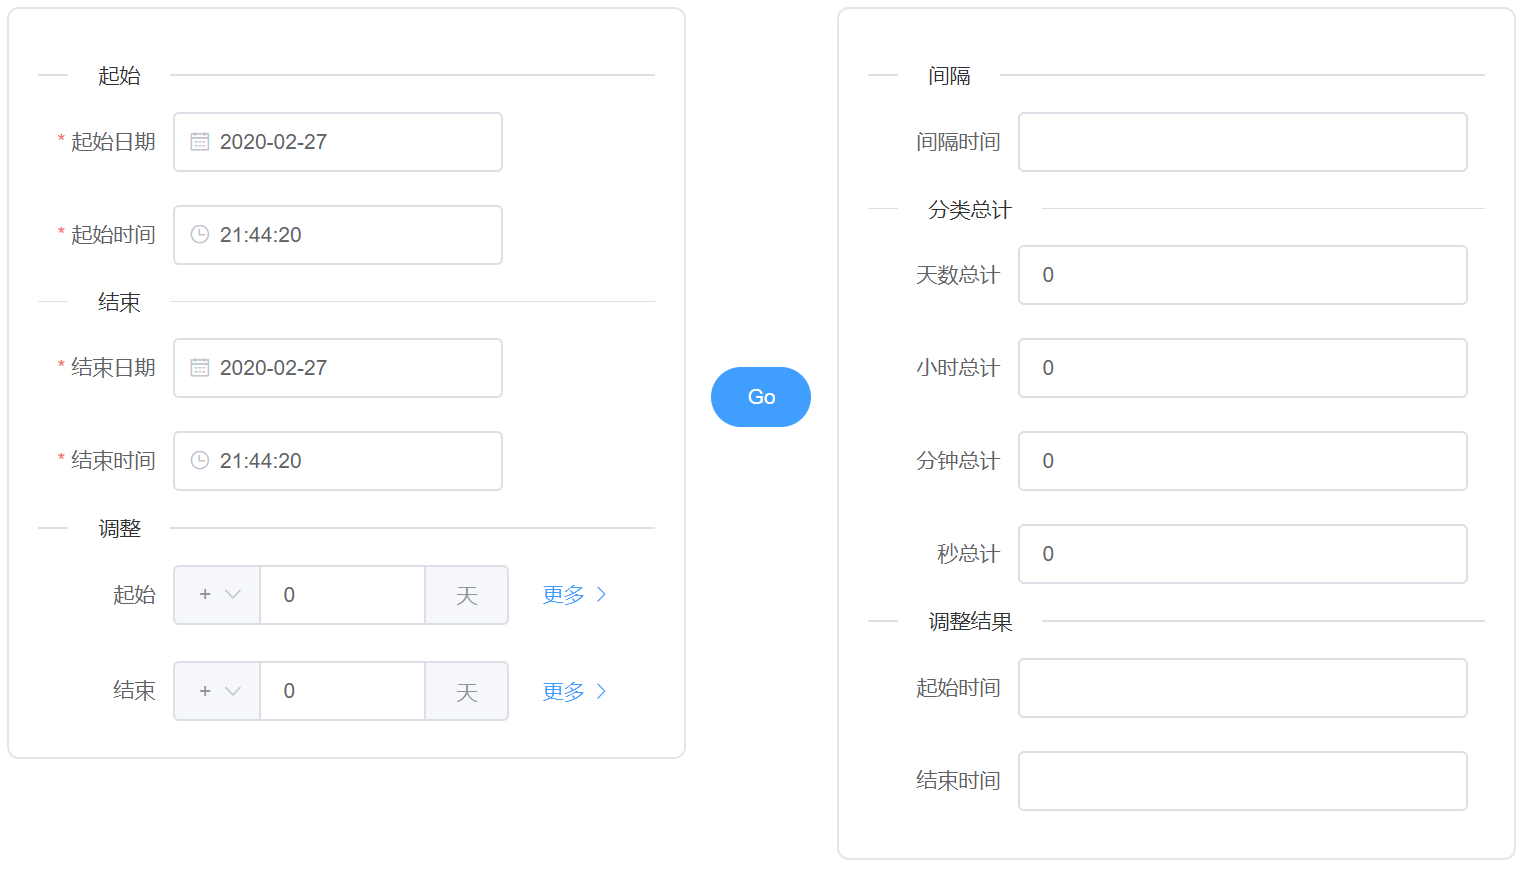 起始
* 起始日期 2020-02-27
* 起始时间 21:44:20
结束
* 结束日期 2020-02-27
* 结束时间 21:44:20
调整
起始 + 0 天 更多
结束 + 0 天 更多
Go
间隔
间隔时间
分类总计
天数总计 0
小时总计 0
分钟总计 0
秒总计 0
调整结果
起始时间
结束时间